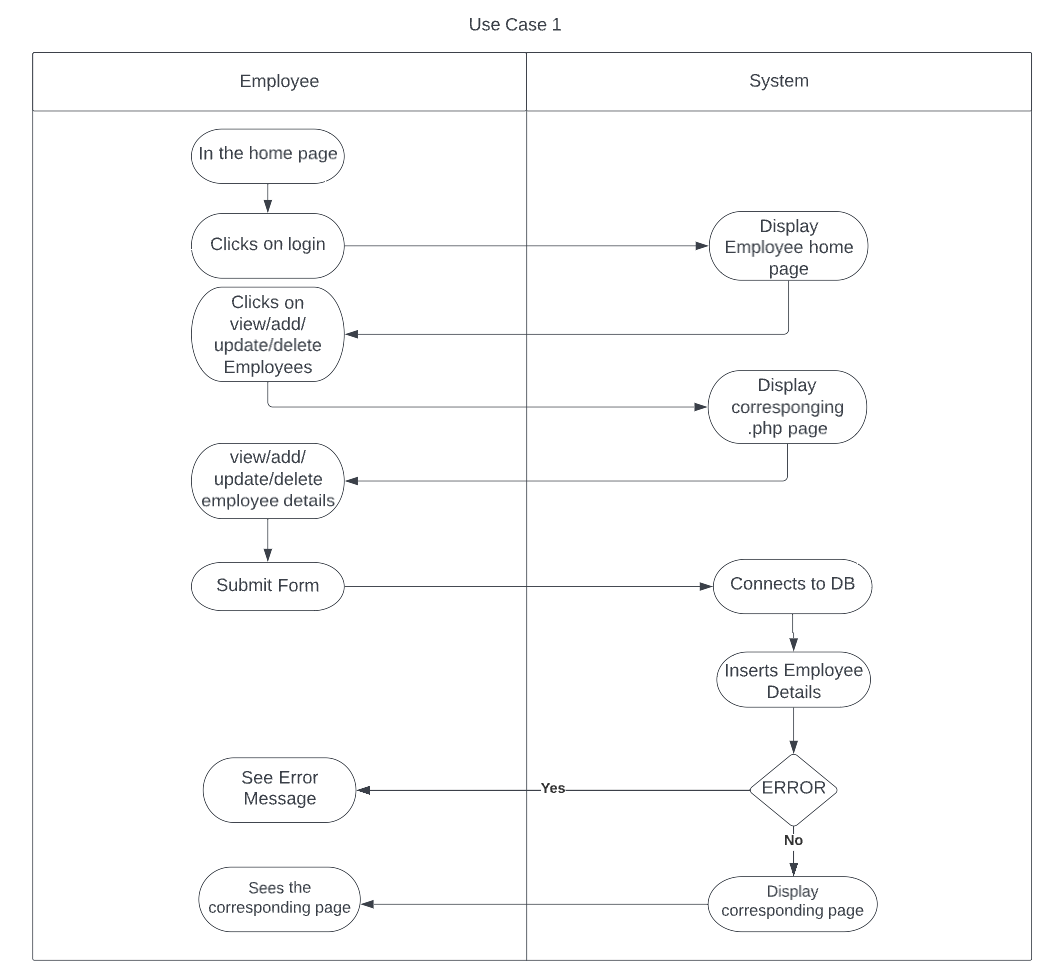 Use Case 1
Employee
System
In the home page
Clicks on login
Display
Employee home
page
Clicks on
view/add/
update/delete
Employees
Display
corresponging
.php page
view/add/
update/delete
employee details
Submit Form
Connects to DB
Inserts Employee
Details
ERROR
Yes
See Error
Message
No
Display
corresponding page
Sees the
corresponding page